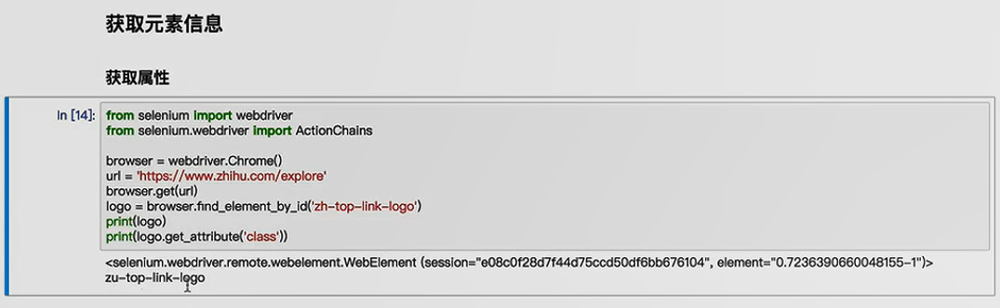 获取元素信息
获取属性
In [14]:
from selenium import webdriver
from selenium.webdriver import ActionChains
browser = webdriver.Chrome()
url = 'https://www.zhihu.com/explore'
browser.get(url)
logo = browser.find_element_by_id('zh-top-link-logo')
print(logo)
print(logo.get_attribute('class'))
<selenium.webdriver.remote.webelement.WebElement (session="e08c0f28d7f44d75ccd50df6bb676104", element="0.7236390660048155-1")>
zu-top-link-logo